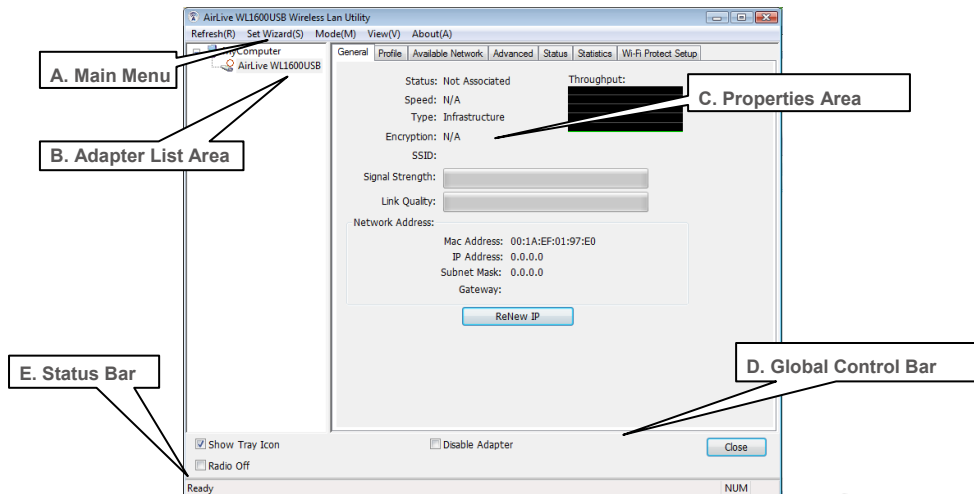 AirLive WL1600USB Wireless Lan Utility
Refresh(R) Set Wizard(S) Mode(M) View(V) About(A)
AirLive WL1600USB
General Profile Available Network Advanced Status Statistics Wi-Fi Protect Setup
A. Main Menu
B. Adapter List Area
C. Properties Area
Status: Not Associated
Throughput:
Speed: N/A
Type: Infrastructure
Encryption: N/A
SSID:
Signal Strength:
Link Quality:
Network Address:
Mac Address: 00:1A:EF:01:97:E0
IP Address: 0.0.0.0
Subnet Mask: 0.0.0.0
Gateway:
ReNew IP
E. Status Bar
D. Global Control Bar
Show Tray Icon
Disable Adapter
Close
Radio Off
Ready
NUM